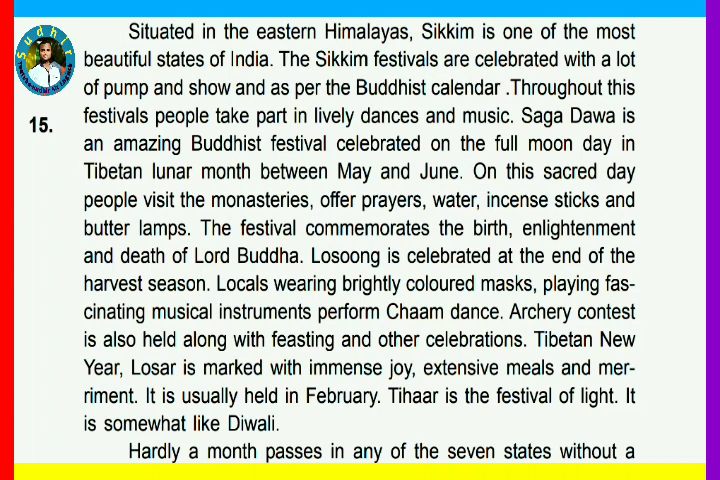 Sudhir
15.
Situated in the eastern Himalayas, Sikkim is one of the most
beautiful states of India. The Sikkim festivals are celebrated with a lot
of pump and show and as per the Buddhist calendar .Throughout this
festivals people take part in lively dances and music. Saga Dawa is
an amazing Buddhist festival celebrated on the full moon day in
Tibetan lunar month between May and June. On this sacred day
people visit the monasteries, offer prayers, water, incense sticks and
butter lamps. The festival commemorates the birth, enlightenment
and death of Lord Buddha. Losoong is celebrated at the end of the
harvest season. Locals wearing brightly coloured masks, playing fas-
cinating musical instruments perform Chaam dance. Archery contest
is also held along with feasting and other celebrations. Tibetan New
Year, Losar is marked with immense joy, extensive meals and mer-
riment. It is usually held in February. Tihaar is the festival of light. It
is somewhat like Diwali.
Hardly a month passes in any of the seven states without a